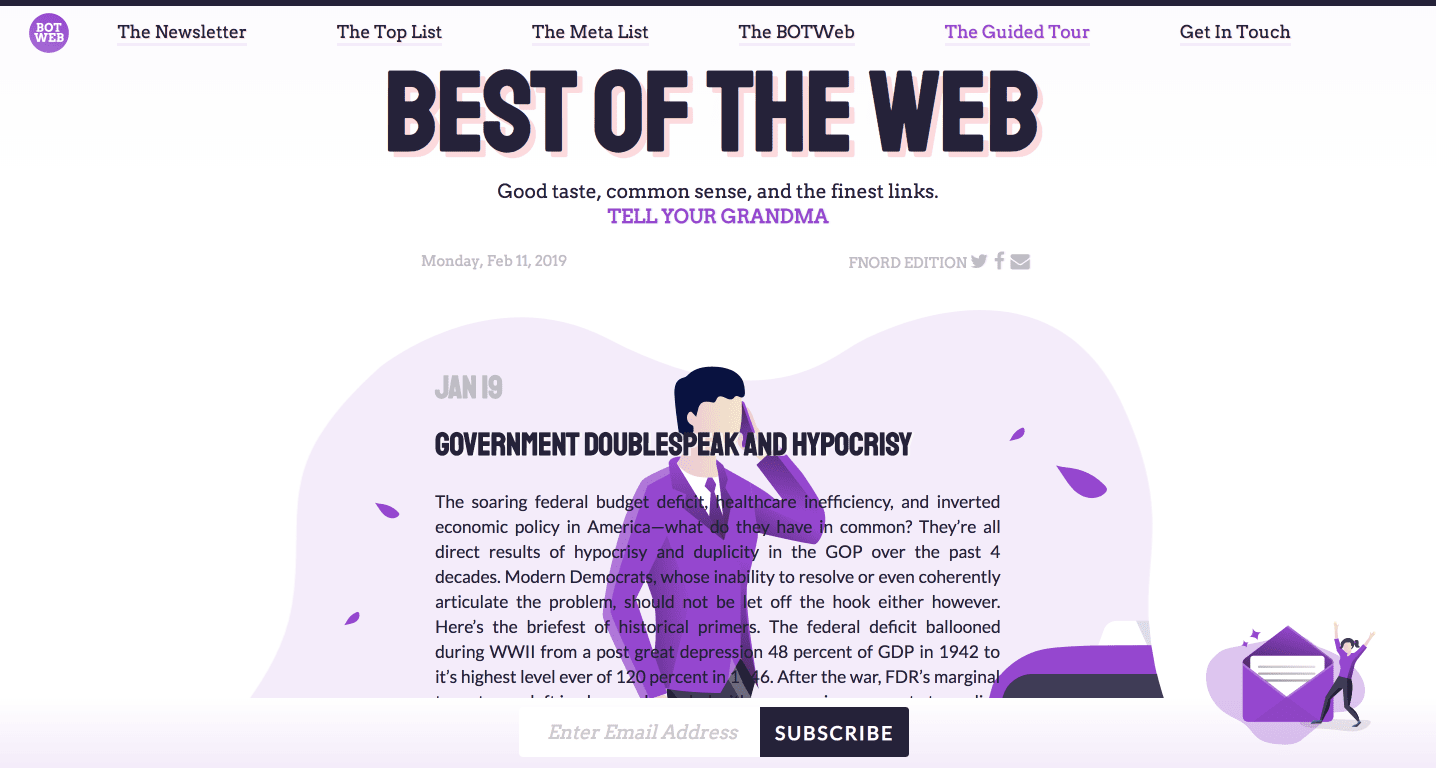 BOT
WEB
The Newsletter
The Top List
The Meta List
The BOTWeb
The Guided Tour
Get In Touch
BEST OF THE WEB
Good taste, common sense, and the finest links.
TELL YOUR GRANDMA
Monday, Feb 11, 2019
FNORD EDITION
JAN 19
GOVERNMENT DOUBLESPEAK AND HYPOCRISY
The soaring federal budget deficit, healthcare inefficiency, and inverted
economic policy in America—what do they have in common? They're all
direct results of hypocrisy and duplicity in the GOP over the past 4
decades. Modern Democrats, whose inability to resolve or even coherently
articulate the problem, should not be let off the hook either however.
Here's the briefest of historical primers. The federal deficit ballooned
during WWII from a post great depression 48 percent of GDP in 1942 to
it's highest level ever of 120 percent in 1946. After the war, FDR's marginal
Enter Email Address
SUBSCRIBE